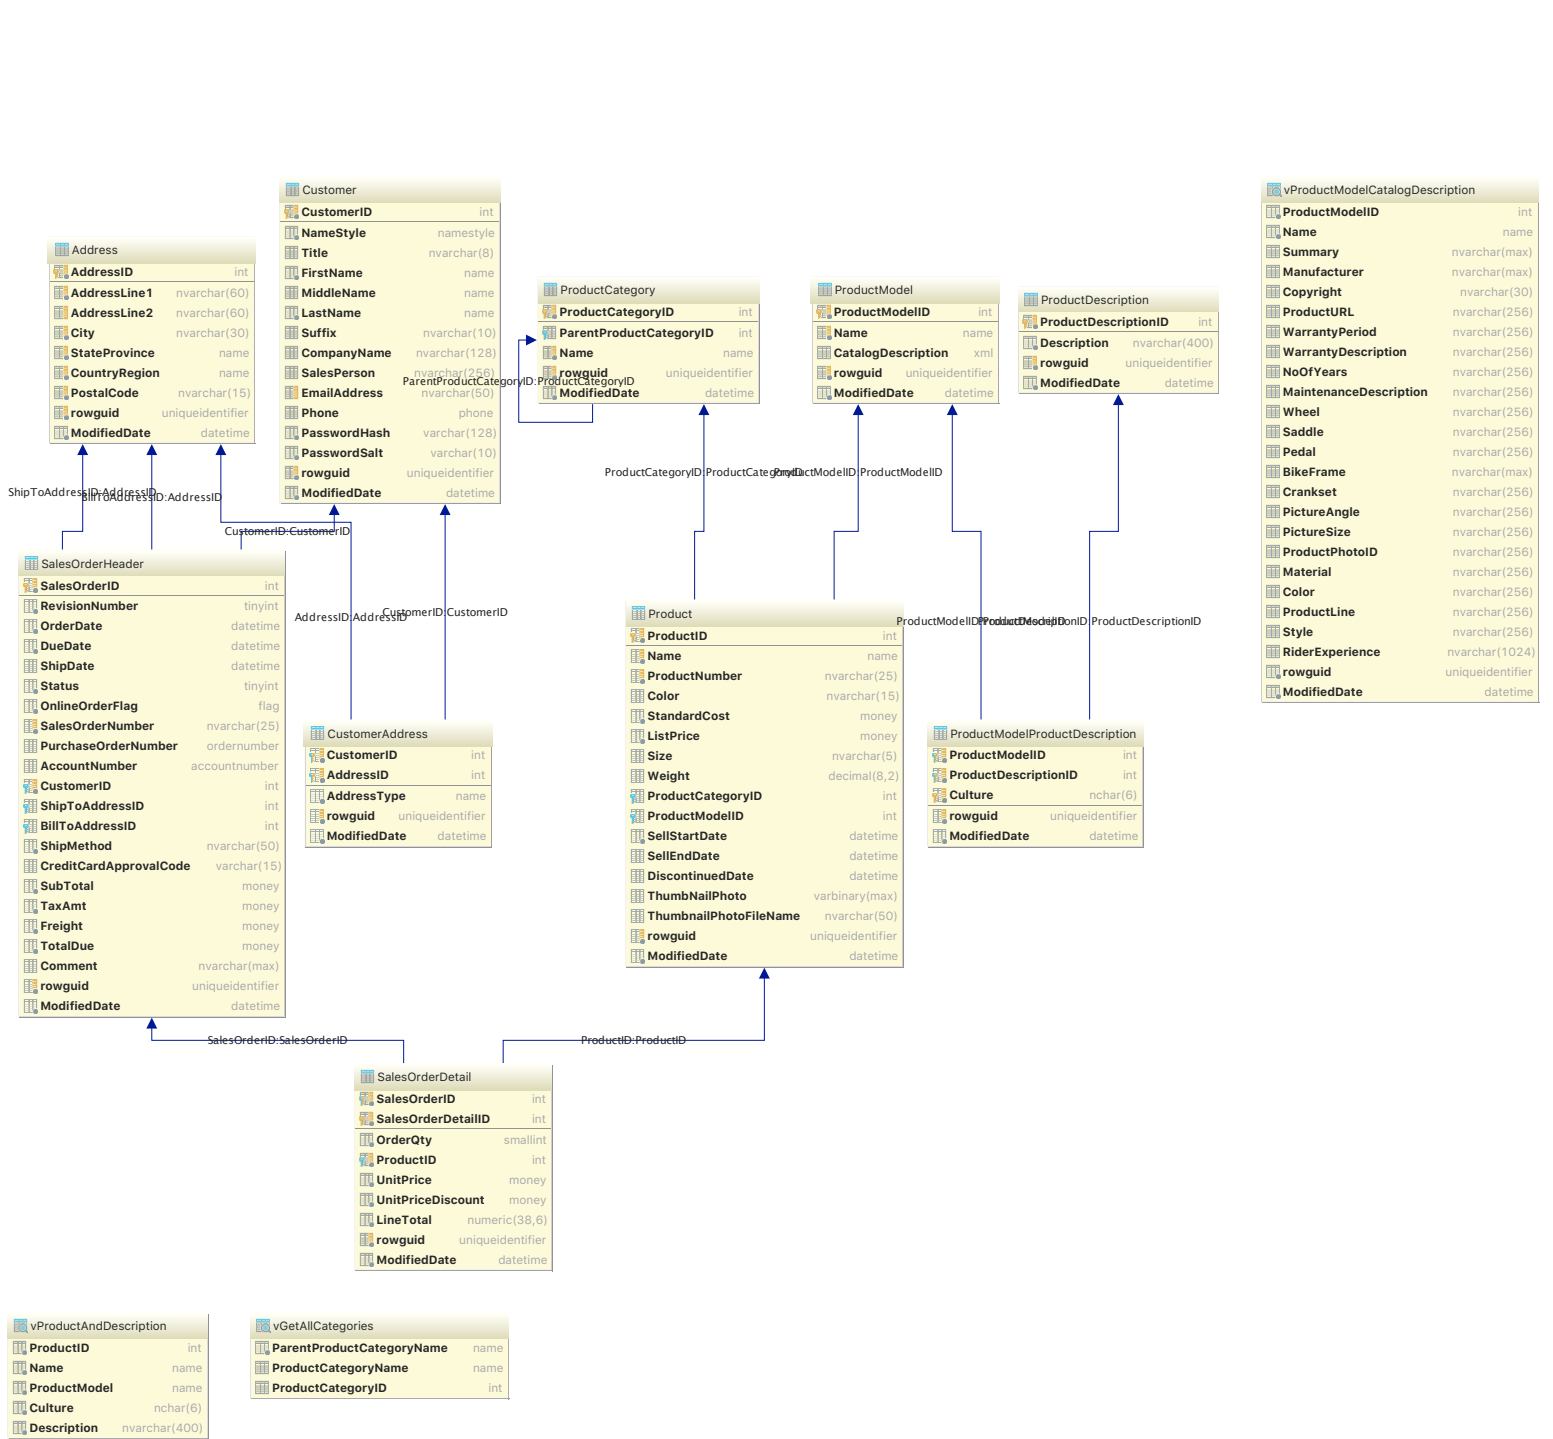 Customer
CustomerID int
NameStyle namestyle
Title nvarchar(8)
FirstName name
MiddleName name
LastName name
Suffix nvarchar(10)
CompanyName nvarchar(128)
SalesPerson nvarchar(256)
EmailAddress nvarchar(50)
Phone phone
PasswordHash varchar(128)
PasswordSalt varchar(10)
rowguid uniqueidentifier
ModifiedDate datetime
Address
AddressID int
AddressLine1 nvarchar(60)
AddressLine2 nvarchar(60)
City nvarchar(30)
StateProvince name
CountryRegion name
PostalCode nvarchar(15)
rowguid uniqueidentifier
ModifiedDate datetime
ProductCategory
ProductCategoryID int
ParentProductCategoryID int
Name name
rowguid uniqueidentifier
ModifiedDate datetime
ParentProductCategoryID:ProductCategoryID
ProductModel
ProductModelID int
Name name
CatalogDescription xml
rowguid uniqueidentifier
ModifiedDate datetime
ProductDescription
ProductDescriptionID int
Description nvarchar(400)
rowguid uniqueidentifier
ModifiedDate datetime
vProductModelCatalogDescription
ProductModelID int
Name name
Summary nvarchar(max)
Manufacturer nvarchar(max)
Copyright nvarchar(30)
ProductURL nvarchar(256)
WarrantyPeriod nvarchar(256)
WarrantyDescription nvarchar(256)
NoOfYears nvarchar(256)
MaintenanceDescription nvarchar(256)
Wheel nvarchar(256)
Saddle nvarchar(256)
Pedal nvarchar(256)
BikeFrame nvarchar(max)
Crankset nvarchar(256)
PictureAngle nvarchar(256)
PictureSize nvarchar(256)
ProductPhotoID nvarchar(256)
Material nvarchar(256)
Color nvarchar(256)
ProductLine nvarchar(256)
Style nvarchar(256)
RiderExperience nvarchar(1024)
rowguid uniqueidentifier
ModifiedDate datetime
ShipToAddressID:AddressID
BillToAddressID:AddressID
CustomerID:CustomerID
AddressID:AddressID
CustomerID:CustomerID
ProductCategoryID:ProductCategoryID
ProductModelID:ProductModelID
ProductModelID:ProductModelID
ProductDescriptionID:ProductDescriptionID
SalesOrderHeader
SalesOrderID int
RevisionNumber tinyint
OrderDate datetime
DueDate datetime
ShipDate datetime
Status tinyint
OnlineOrderFlag flag
SalesOrderNumber nvarchar(25)
PurchaseOrderNumber ordernumber
AccountNumber accountnumber
CustomerID int
ShipToAddressID int
BillToAddressID int
ShipMethod nvarchar(50)
CreditCardApprovalCode varchar(15)
SubTotal money
TaxAmt money
Freight money
TotalDue money
Comment nvarchar(max)
rowguid uniqueidentifier
ModifiedDate datetime
CustomerAddress
CustomerID int
AddressID int
AddressType name
rowguid uniqueidentifier
ModifiedDate datetime
Product
ProductID int
Name name
ProductNumber nvarchar(25)
Color nvarchar(15)
StandardCost money
ListPrice money
Size nvarchar(5)
Weight decimal(8,2)
ProductCategoryID int
ProductModelID int
SellStartDate datetime
SellEndDate datetime
DiscontinuedDate datetime
ThumbNailPhoto varbinary(max)
ThumbnailPhotoFileName nvarchar(50)
rowguid uniqueidentifier
ModifiedDate datetime
ProductModelProductDescription
ProductModelID int
ProductDescriptionID int
Culture nchar(6)
rowguid uniqueidentifier
ModifiedDate datetime
SalesOrderID:SalesOrderID
ProductID:ProductID
SalesOrderDetail
SalesOrderID int
SalesOrderDetailID int
OrderQty smallint
ProductID int
UnitPrice money
UnitPriceDiscount money
LineTotal numeric(38,6)
rowguid uniqueidentifier
ModifiedDate datetime
vProductAndDescription
ProductID int
Name name
ProductModel name
Culture nchar(6)
Description nvarchar(400)
vGetAllCategories
ParentProductCategoryName name
ProductCategoryName name
ProductCategoryID int